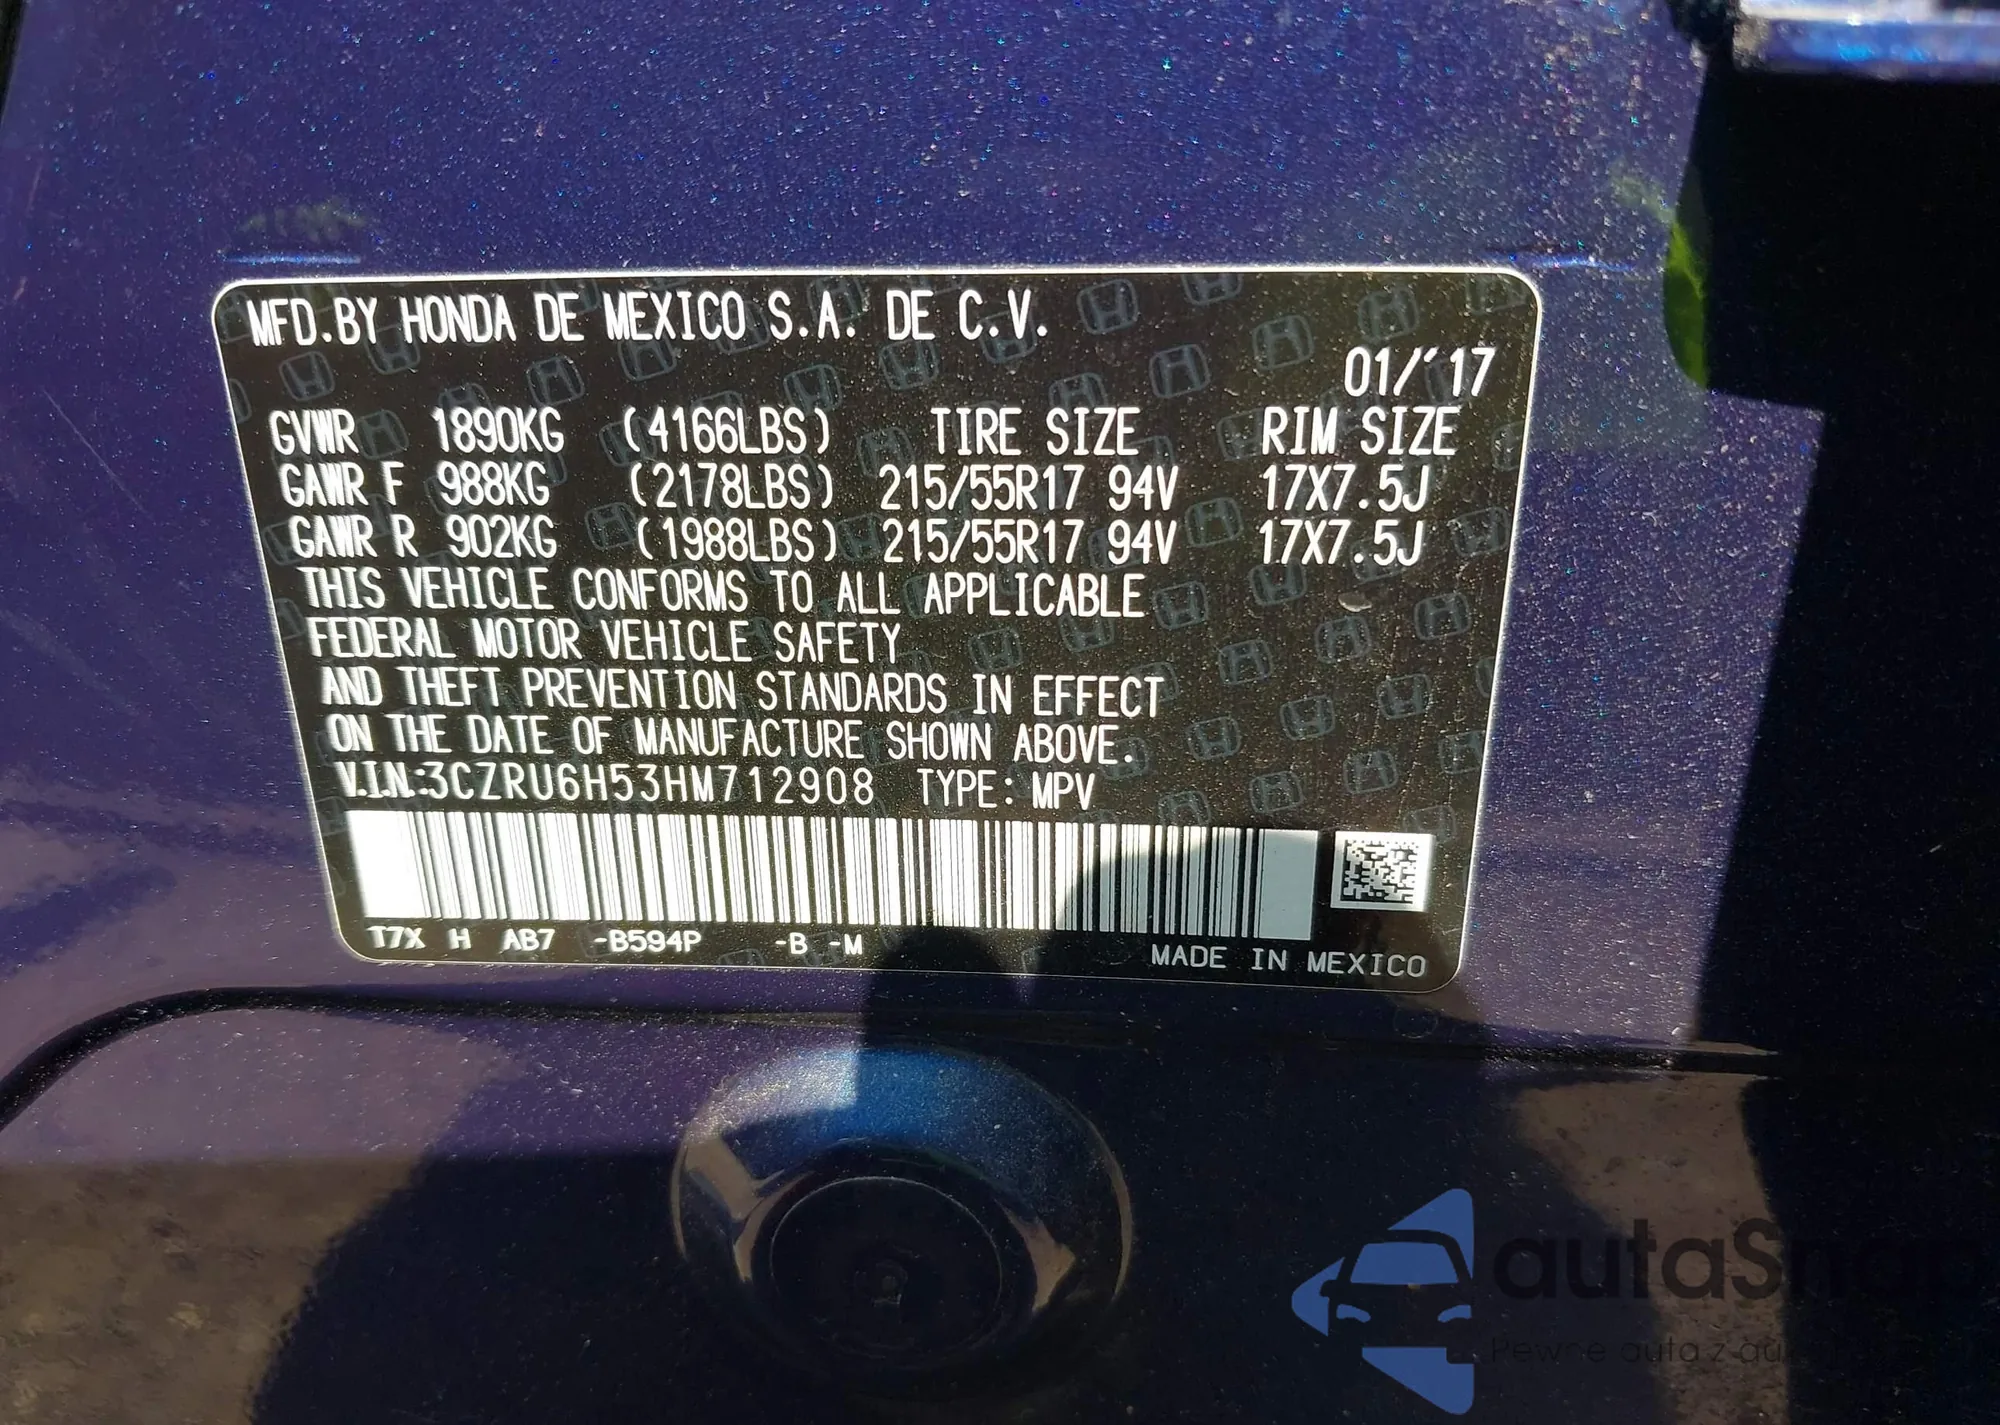 MFD.BY HONDA DE MEXICO S.A. DE C.V.
01/'17
GVWR 1890KG (4166LBS) TIRE SIZE RIM SIZE
GAWR F 988KG (2178LBS) 215/55R17 94V 17X7.5J
GAWR R 902KG (1988LBS) 215/55R17 94V 17X7.5J
THIS VEHICLE CONFORMS TO ALL APPLICABLE
FEDERAL MOTOR VEHICLE SAFETY
AND THEFT PREVENTION STANDARDS IN EFFECT
ON THE DATE OF MANUFACTURE SHOWN ABOVE.
V.I.N.:3CZRU6H53HM712908 TYPE: MPV
T7X H AB7 -B594P -B -M
MADE IN MEXICO
autaSna
Pewne auta z